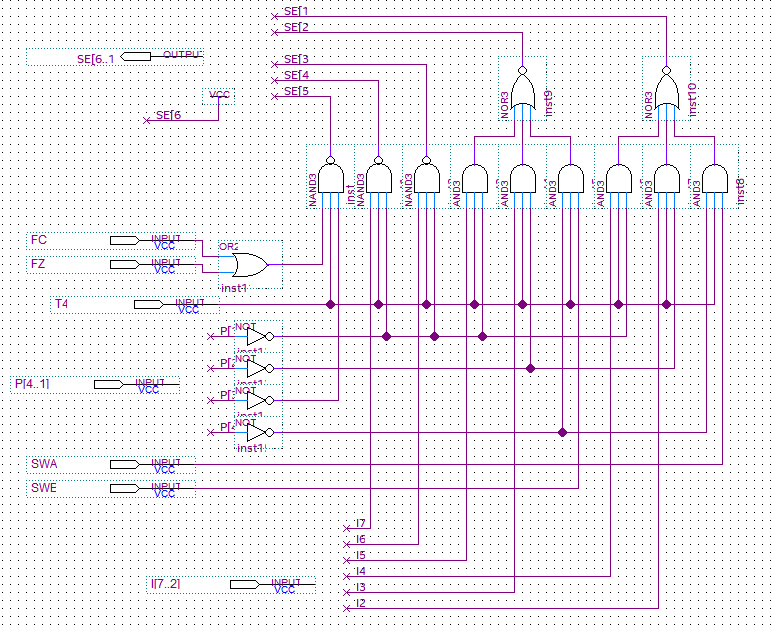 SE[1
SE[2
SE[6..1 OUTPUT
SE[3
SE[4
SE[5
VCC
SE[6
NOR3 inst9
NOR3 inst10
NAND3 inst
NAND3
NAND3
AND3
AND3
AND3
AND3
AND3
AND3 inst8
FC INPUT
VCC
FZ INPUT
VCC
OR2
inst1
T4 INPUT
VCC
P[ NOT
inst1
P[ NOT
inst1
P[4..1] INPUT
VCC
P[ NOT
inst1
P[ NOT
inst1
SWA INPUT
VCC
SWE INPUT
VCC
I7
I6
I5
I4
I[7..2] INPUT
VCC
I3
I2